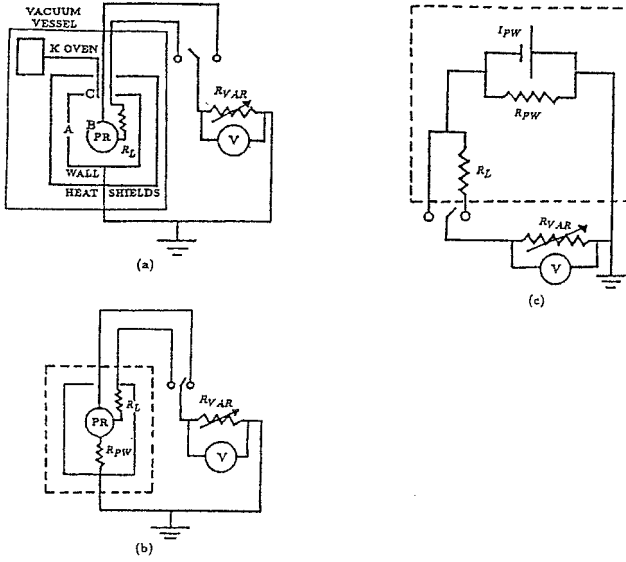 VACUUM
VESSEL
K OVEN
C
A
B
PR
R_L
WALL
HEAT SHIELDS
R_VAR
V
(a)
I_PW
R_PW
R_L
R_VAR
V
(c)
PR
R_L
R_PW
R_VAR
V
(b)